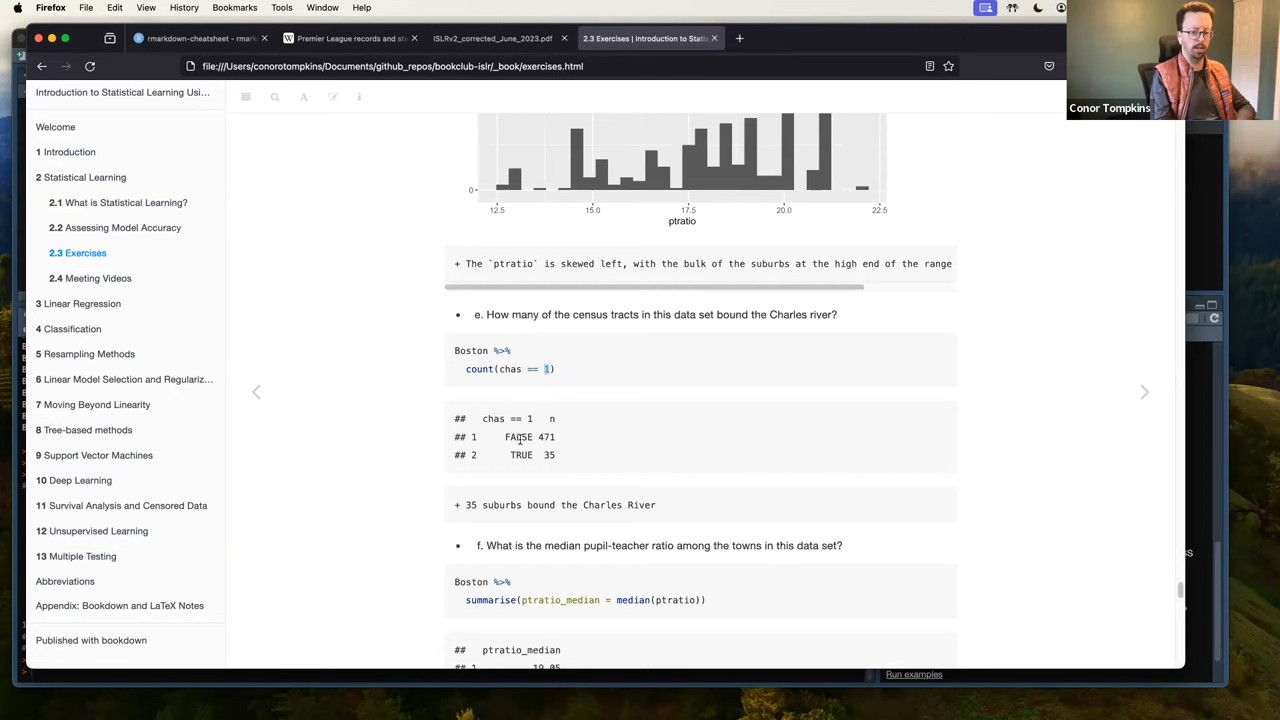 Firefox File Edit View History Bookmarks Tools Window Help
rmarkdown-cheatsheet - rmark
Premier League records and sta
ISLRv2_corrected_June_2023.pdf
2.3 Exercises | Introduction to Stati
file:///Users/conorotompkins/Documents/github_repos/bookclub-islr/_book/exercises.html
Conor Tompkins
Introduction to Statistical Learning Usi...
Welcome
1 Introduction
2 Statistical Learning
2.1 What is Statistical Learning?
2.2 Assessing Model Accuracy
2.3 Exercises
2.4 Meeting Videos
3 Linear Regression
4 Classification
5 Resampling Methods
6 Linear Model Selection and Regulariz...
7 Moving Beyond Linearity
8 Tree-based methods
9 Support Vector Machines
10 Deep Learning
11 Survival Analysis and Censored Data
12 Unsupervised Learning
13 Multiple Testing
Abbreviations
Appendix: Bookdown and LaTeX Notes
Published with bookdown
0
12.5 15.0 17.5 20.0 22.5
ptratio
+ The `ptratio` is skewed left, with the bulk of the suburbs at the high end of the range
• e. How many of the census tracts in this data set bound the Charles river?
Boston %>%
count(chas == 1)
## chas == 1 n
## 1 FALSE 471
## 2 TRUE 35
+ 35 suburbs bound the Charles River
• f. What is the median pupil-teacher ratio among the towns in this data set?
Boston %>%
summarise(ptratio_median = median(ptratio))
## ptratio_median
## 1 19.05
Run examples